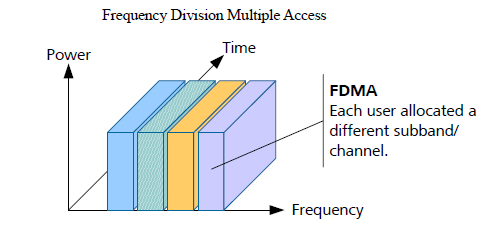 Frequency Division Multiple Access
Power
Time
FDMA
Each user allocated a
different subband/
channel.
Frequency